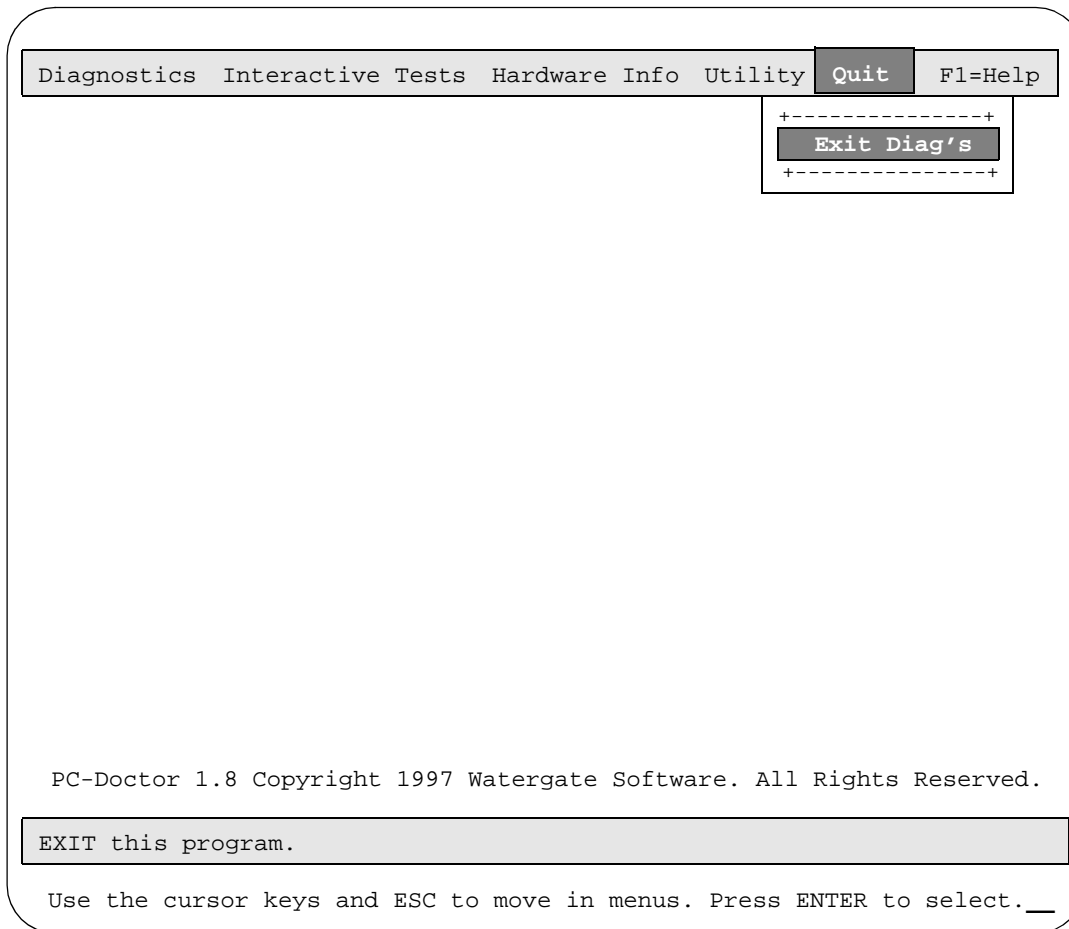 Diagnostics Interactive Tests Hardware Info Utility Quit F1=Help
+---------------+
Exit Diag’s
+---------------+
PC-Doctor 1.8 Copyright 1997 Watergate Software. All Rights Reserved.
EXIT this program.
Use the cursor keys and ESC to move in menus. Press ENTER to select.__